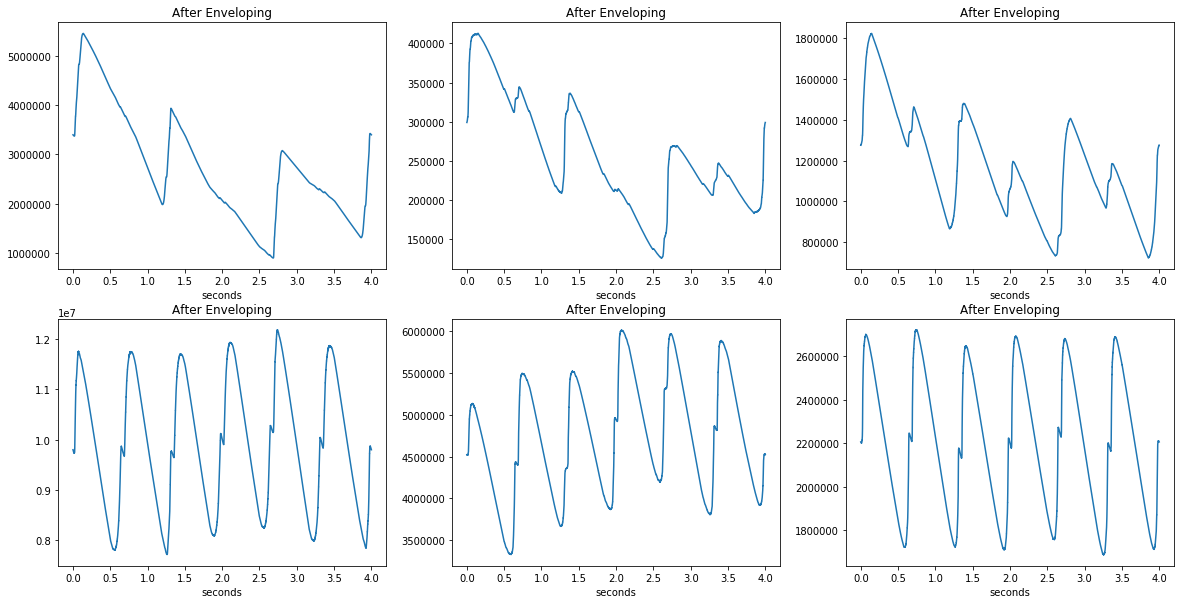 After Enveloping After Enveloping After Enveloping
5000000
4000000
3000000
2000000
1000000
400000
350000
300000
250000
200000
150000
1800000
1600000
1400000
1200000
1000000
800000
0.0 0.5 1.0 1.5 2.0 2.5 3.0 3.5 4.0
seconds
0.0 0.5 1.0 1.5 2.0 2.5 3.0 3.5 4.0
seconds
0.0 0.5 1.0 1.5 2.0 2.5 3.0 3.5 4.0
seconds
1e7 After Enveloping After Enveloping After Enveloping
1.2
1.1
1.0
0.9
0.8
6000000
5500000
5000000
4500000
4000000
3500000
2600000
2400000
2200000
2000000
1800000
0.0 0.5 1.0 1.5 2.0 2.5 3.0 3.5 4.0
seconds
0.0 0.5 1.0 1.5 2.0 2.5 3.0 3.5 4.0
seconds
0.0 0.5 1.0 1.5 2.0 2.5 3.0 3.5 4.0
seconds